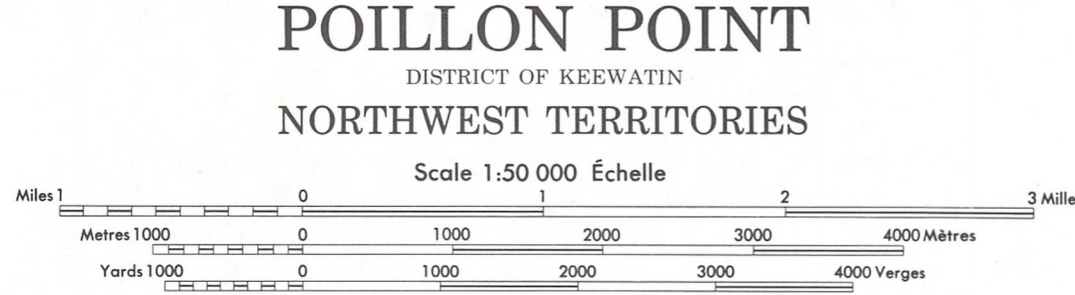 POILLON POINT
DISTRICT OF KEEWATIN
NORTHWEST TERRITORIES
Scale 1:50 000 Échelle
Miles 1 0 1 2 3 Mille
Metres 1000 0 1000 2000 3000 4000 Mètres
Yards 1000 0 1000 2000 3000 4000 Verges